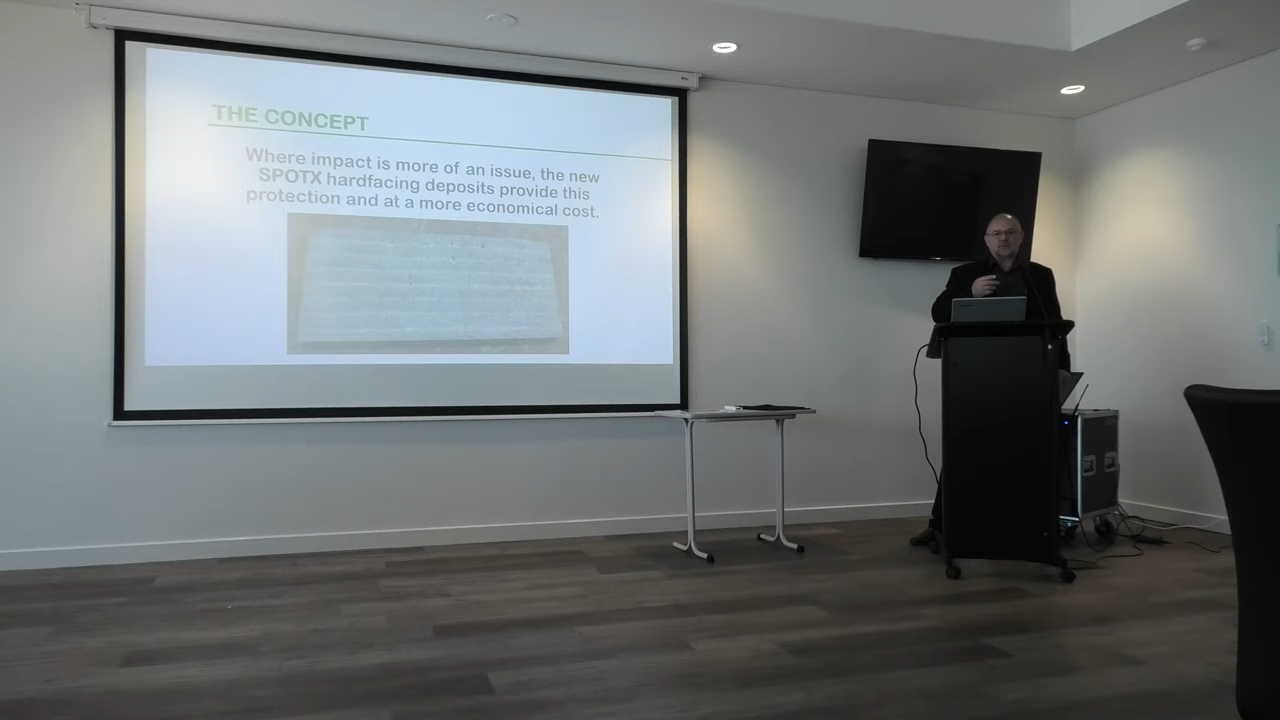 THE CONCEPT
Where impact is more of an issue, the new
SPOTX hardfacing deposits provide this
protection and at a more economical cost.